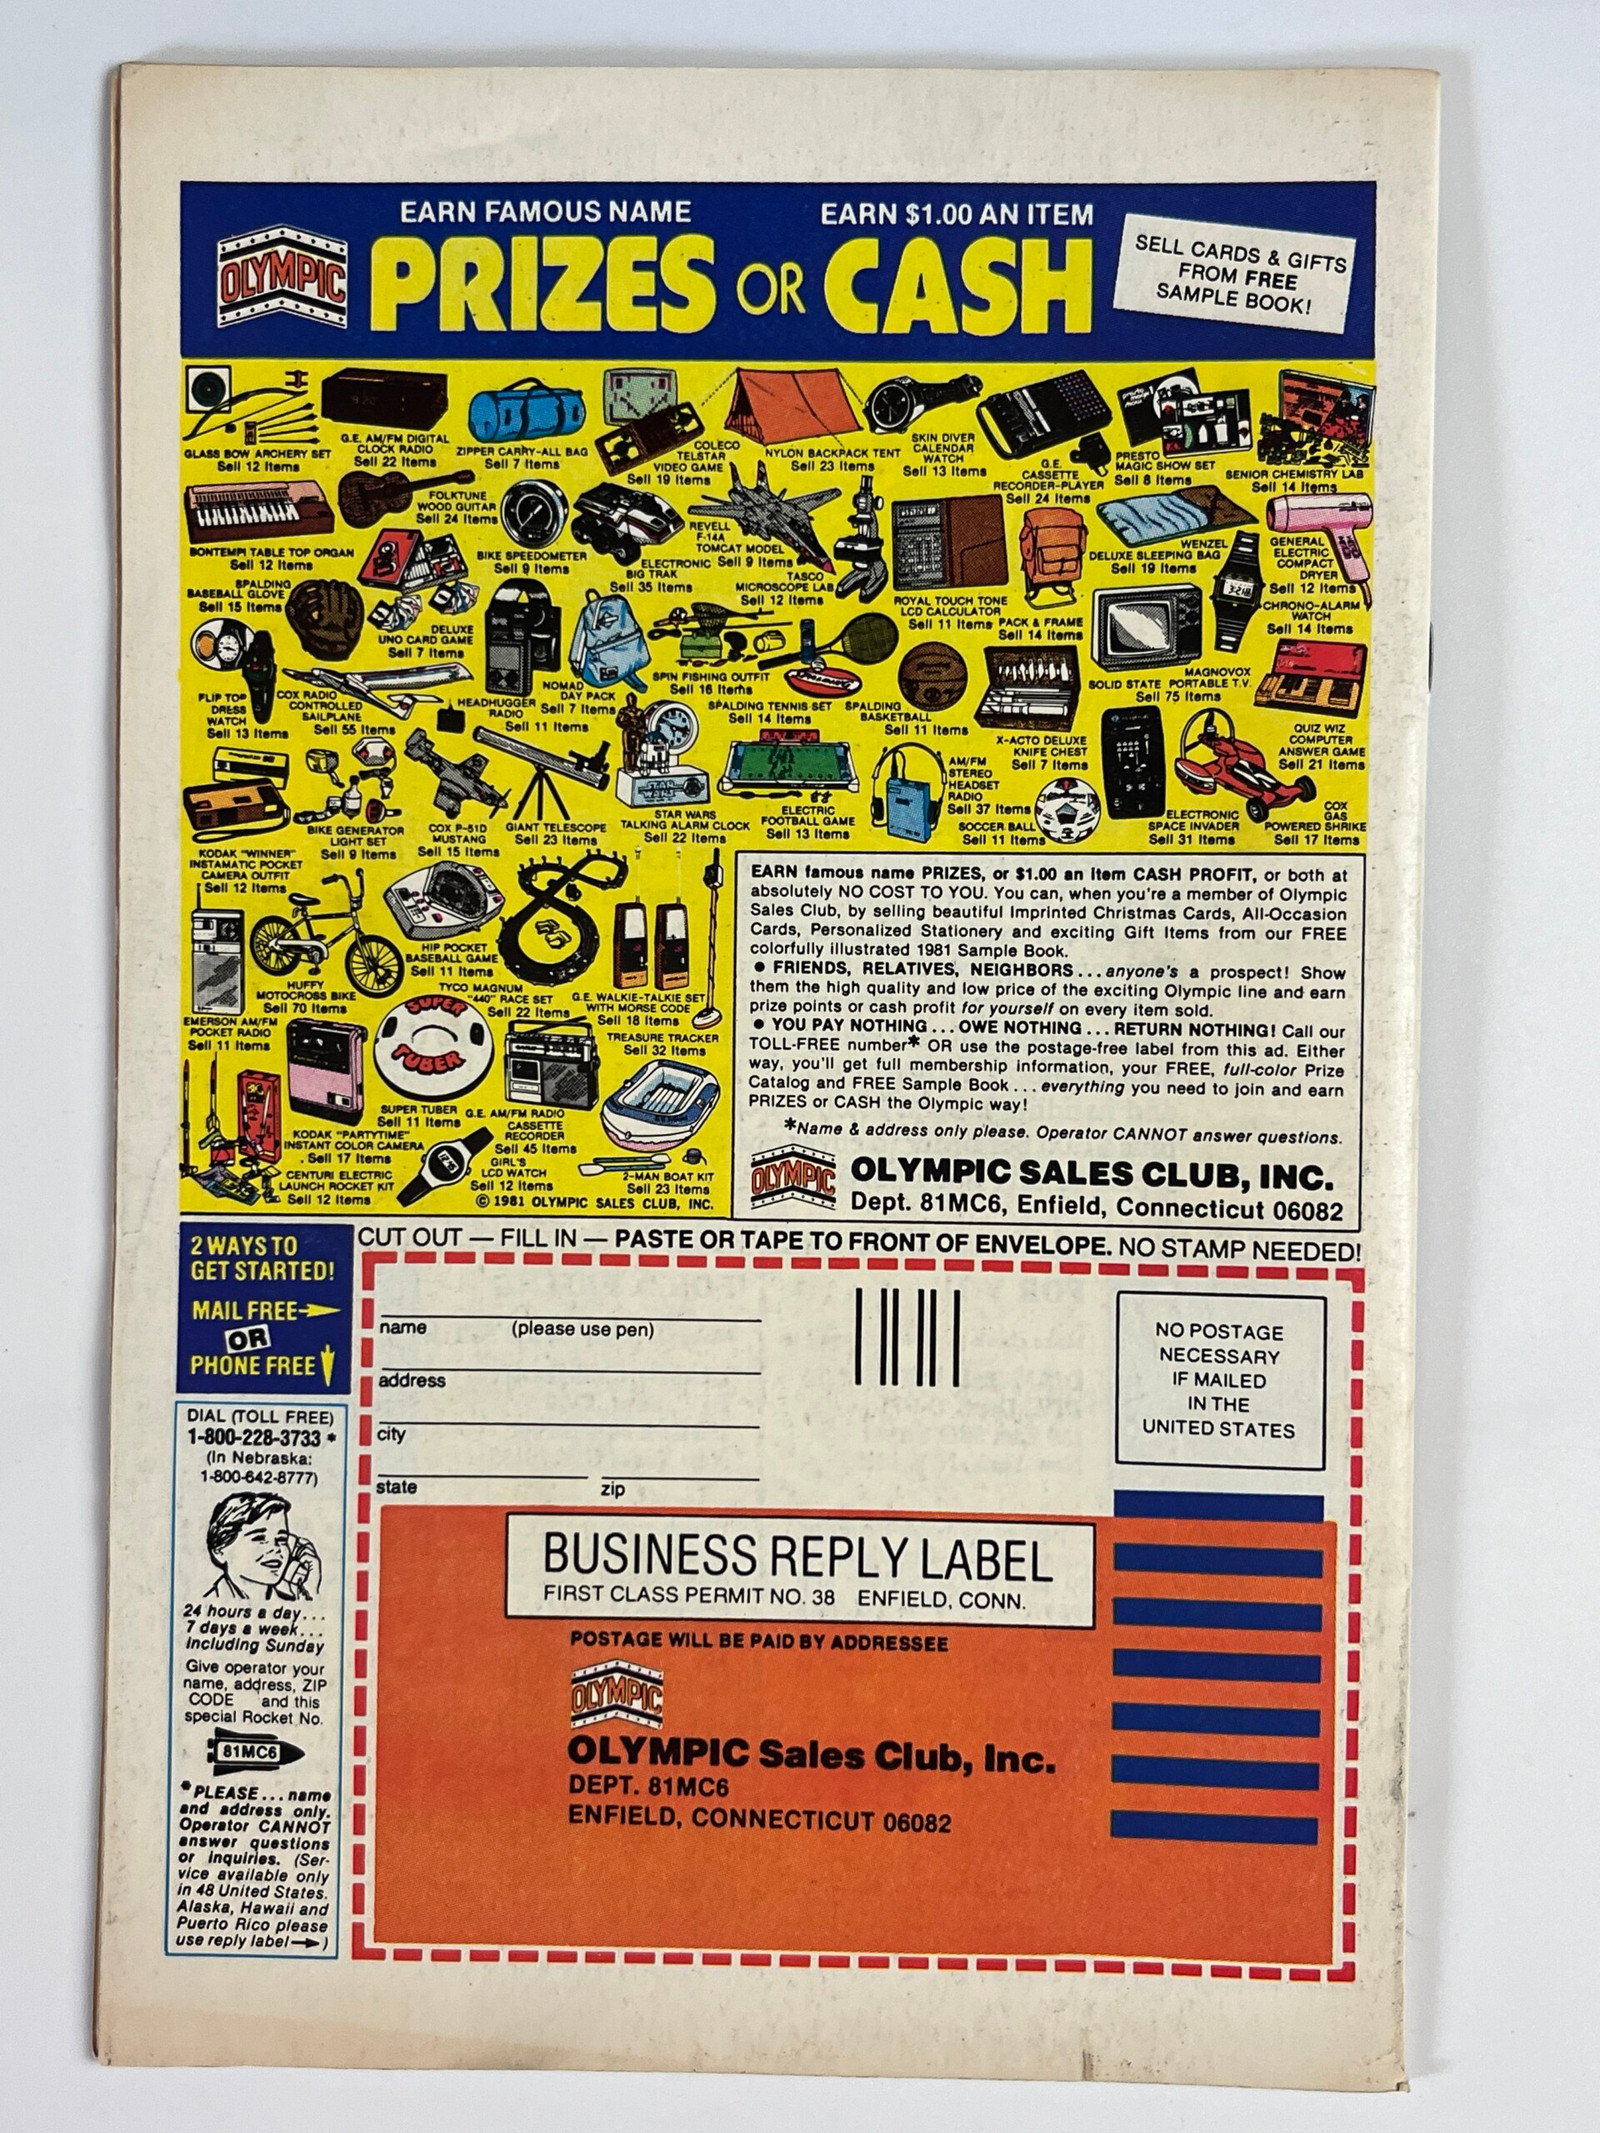 EARN FAMOUS NAME
PRIZES OR CASH
EARN $1.00 AN ITEM
OLYMPIC
SELL CARDS & GIFTS
FROM FREE
SAMPLE BOOK!
GLASS BOW ARCHERY SET
Sell 12 Items
G.E. AM/FM DIGITAL
CLOCK RADIO
Sell 22 Items
ZIPPER CARRY-ALL BAG
Sell 7 Items
COLECO
TELSTAR
VIDEO GAME
Sell 19 Items
NYLON BACKPACK TENT
Sell 23 Items
SKIN DIVER
CALENDAR
WATCH
Sell 13 Items
G.E.
CASSETTE
RECORDER-PLAYER
Sell 24 Items
PRESTO
MAGIC SHOW SET
Sell 8 Items
SENIOR CHEMISTRY LAB
Sell 14 Items
BONTEMPI TABLE TOP ORGAN
Sell 12 Items
FOLKTUNE
WOOD GUITAR
Sell 24 Items
BIKE SPEEDOMETER
Sell 9 Items
ELECTRONIC
BIG TRAK
Sell 35 Items
REVELL
F-14A
TOMCAT MODEL
Sell 9 Items
TASCO
MICROSCOPE LAB
Sell 12 Items
ROYAL TOUCH TONE
LCD CALCULATOR
Sell 11 Items
PACK & FRAME
Sell 14 Items
WENZEL
DELUXE SLEEPING BAG
Sell 19 Items
GENERAL
ELECTRIC
COMPACT
DRYER
Sell 12 Items
SPALDING
BASEBALL GLOVE
Sell 15 Items
DELUXE
UNO CARD GAME
Sell 7 Items
CHRONO-ALARM
WATCH
Sell 14 Items
FLIP TOP
DRESS
WATCH
Sell 13 Items
COX RADIO
CONTROLLED
SAILPLANE
Sell 55 Items
HEADHUGGER
RADIO
Sell 11 Items
NOMAD
DAY PACK
Sell 7 Items
SPIN FISHING OUTFIT
Sell 16 Items
SPALDING TENNIS SET
Sell 14 Items
SPALDING
BASKETBALL
Sell 11 Items
X-ACTO DELUXE
KNIFE CHEST
Sell 7 Items
MAGNOVOX
SOLID STATE PORTABLE T.V.
Sell 75 Items
QUIZ WIZ
COMPUTER
ANSWER GAME
Sell 21 Items
KODAK "WINNER"
INSTAMATIC POCKET
CAMERA OUTFIT
Sell 12 Items
BIKE GENERATOR
LIGHT SET
Sell 9 Items
COX P-51D
MUSTANG
Sell 15 Items
GIANT TELESCOPE
Sell 23 Items
STAR WARS
STAR WARS
TALKING ALARM CLOCK
Sell 22 Items
ELECTRIC
FOOTBALL GAME
Sell 13 Items
AM/FM
STEREO
HEADSET
RADIO
Sell 37 Items
SOCCER BALL
Sell 11 Items
ELECTRONIC
SPACE INVADER
Sell 31 Items
COX
GAS
POWERED SHRIKE
Sell 17 Items
HUFFY
MOTOCROSS BIKE
Sell 70 Items
HIP POCKET
BASEBALL GAME
Sell 11 Items
TYCO MAGNUM
"440" RACE SET
Sell 22 Items
G.E. WALKIE-TALKIE SET
WITH MORSE CODE
Sell 18 Items
TREASURE TRACKER
Sell 32 Items
EMERSON AM/FM
POCKET RADIO
Sell 11 Items
SUPER
TUBER
SUPER TUBER
Sell 11 Items
G.E. AM/FM RADIO
CASSETTE
RECORDER
Sell 45 Items
KODAK "PARTYTIME"
INSTANT COLOR CAMERA
Sell 17 Items
CENTURI ELECTRIC
LAUNCH ROCKET KIT
Sell 12 Items
GIRL'S
LCD WATCH
Sell 12 Items
2-MAN BOAT KIT
Sell 23 Items
© 1981 OLYMPIC SALES CLUB, INC.
EARN famous name PRIZES, or $1.00 an item CASH PROFIT, or both at
absolutely NO COST TO YOU. You can, when you're a member of Olympic
Sales Club, by selling beautiful Imprinted Christmas Cards, All-Occasion
Cards, Personalized Stationery and exciting Gift Items from our FREE
colorfully illustrated 1981 Sample Book.
• FRIENDS, RELATIVES, NEIGHBORS...anyone's a prospect! Show
them the high quality and low price of the exciting Olympic line and earn
prize points or cash profit for yourself on every item sold.
• YOU PAY NOTHING...OWE NOTHING...RETURN NOTHING! Call our
TOLL-FREE number* OR use the postage-free label from this ad. Either
way, you'll get full membership information, your FREE, full-color Prize
Catalog and FREE Sample Book...everything you need to join and earn
PRIZES or CASH the Olympic way!
*Name & address only please. Operator CANNOT answer questions.
OLYMPIC
OLYMPIC SALES CLUB, INC.
Dept. 81MC6, Enfield, Connecticut 06082
2 WAYS TO
GET STARTED!
MAIL FREE
OR
PHONE FREE
CUT OUT — FILL IN — PASTE OR TAPE TO FRONT OF ENVELOPE. NO STAMP NEEDED!
name (please use pen)
address
city
state zip
NO POSTAGE
NECESSARY
IF MAILED
IN THE
UNITED STATES
DIAL (TOLL FREE)
1-800-228-3733 *
(In Nebraska:
1-800-642-8777)
24 hours a day...
7 days a week...
including Sunday
Give operator your
name, address, ZIP
CODE and this
special Rocket No.
81MC6
*PLEASE...name
and address only.
Operator CANNOT
answer questions
or inquiries. (Ser-
vice available only
in 48 United States.
Alaska, Hawaii and
Puerto Rico please
use reply label → )
BUSINESS REPLY LABEL
FIRST CLASS PERMIT NO. 38 ENFIELD, CONN.
POSTAGE WILL BE PAID BY ADDRESSEE
OLYMPIC
OLYMPIC Sales Club, Inc.
DEPT. 81MC6
ENFIELD, CONNECTICUT 06082